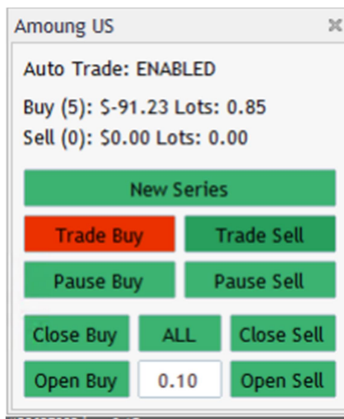 Amoung US
Auto Trade: ENABLED
Buy (5): $-91.23 Lots: 0.85
Sell (0): $0.00 Lots: 0.00
New Series
Trade Buy Trade Sell
Pause Buy Pause Sell
Close Buy ALL Close Sell
Open Buy 0.10 Open Sell